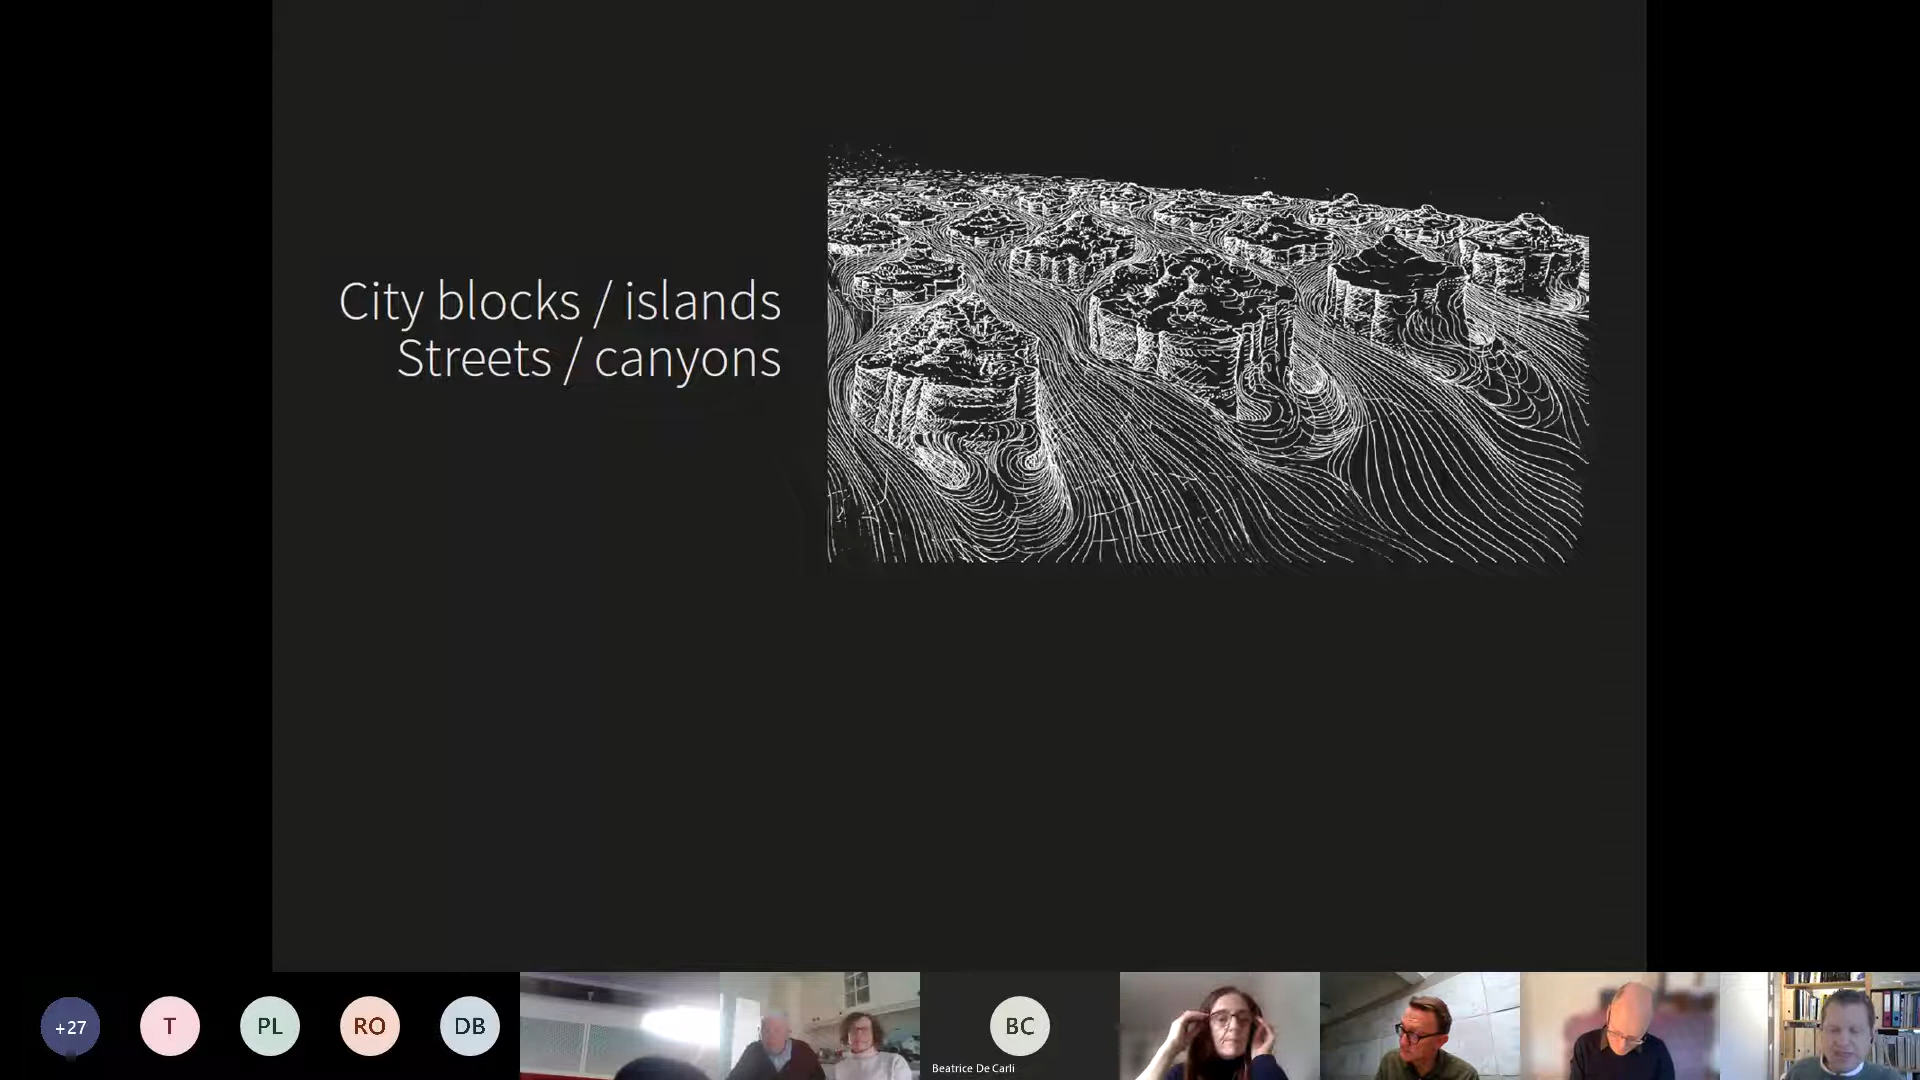 City blocks / islands
Streets / canyons
+27
T
PL
RO
DB
BC
Beatrice De Carli